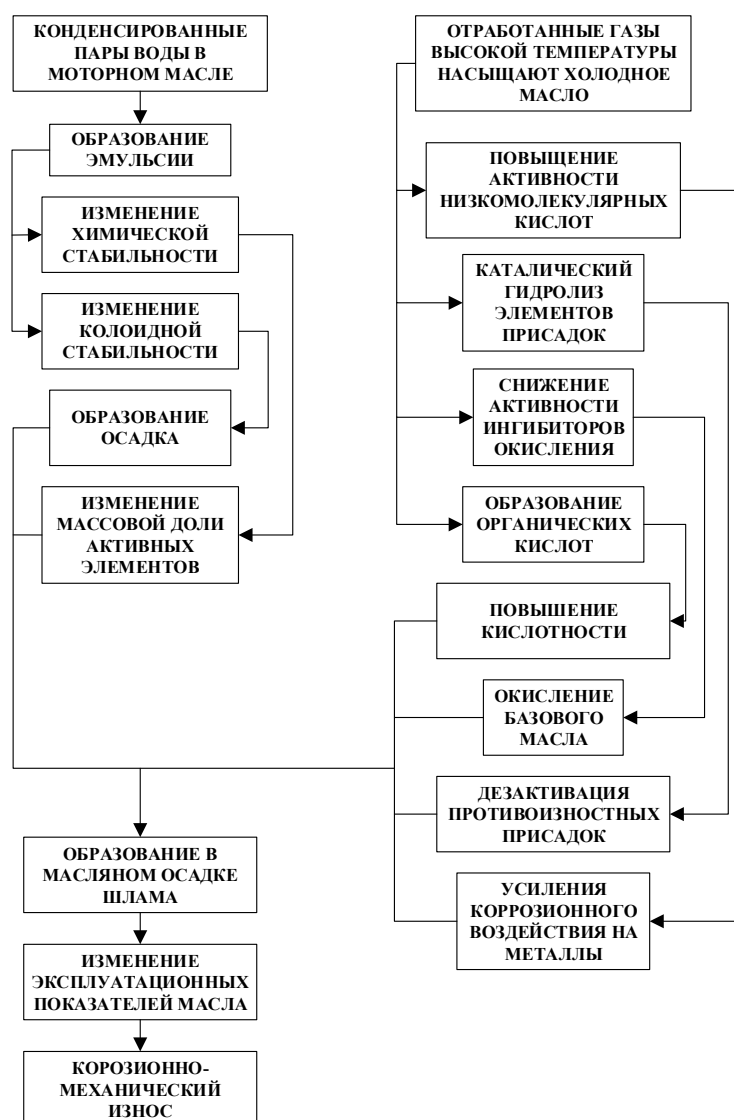 КОНДЕНСИРОВАННЫЕ
ПАРЫ ВОДЫ В
МОТОРНОМ МАСЛЕ
ОБРАЗОВАНИЕ
ЭМУЛЬСИИ
ИЗМЕНЕНИЕ
ХИМИЧЕСКОЙ
СТАБИЛЬНОСТИ
ИЗМЕНЕНИЕ
КОЛОИДНОЙ
СТАБИЛЬНОСТИ
ОБРАЗОВАНИЕ
ОСАДКА
ИЗМЕНЕНИЕ
МАССОВОЙ ДОЛИ
АКТИВНЫХ
ЭЛЕМЕНТОВ
ОТРАБОТАННЫЕ ГАЗЫ
ВЫСОКОЙ ТЕМПЕРАТУРЫ
НАСЫЩАЮТ ХОЛОДНОЕ
МАСЛО
ПОВЫЩЕНИЕ
АКТИВНОСТИ
НИЗКОМОЛЕКУЛЯРНЫХ
КИСЛОТ
КАТАЛИЧЕСКИЙ
ГИДРОЛИЗ
ЭЛЕМЕНТОВ
ПРИСАДОК
СНИЖЕНИЕ
АКТИВНОСТИ
ИНГИБИТОРОВ
ОКИСЛЕНИЯ
ОБРАЗОВАНИЕ
ОРГАНИЧЕСКИХ
КИСЛОТ
ПОВЫШЕНИЕ
КИСЛОТНОСТИ
ОКИСЛЕНИЕ
БАЗОВОГО
МАСЛА
ДЕЗАКТИВАЦИЯ
ПРОТИВОИЗНОСТНЫХ
ПРИСАДОК
УСИЛЕНИЯ
КОРРОЗИОННОГО
ВОЗДЕЙСТВИЯ НА
МЕТАЛЛЫ
ОБРАЗОВАНИЕ В
МАСЛЯНОМ ОСАДКЕ
ШЛАМА
ИЗМЕНЕНИЕ
ЭКСПЛУАТАЦИОННЫХ
ПОКАЗАТЕЛЕЙ МАСЛА
КОРОЗИОННО-
МЕХАНИЧЕСКИЙ
ИЗНОС